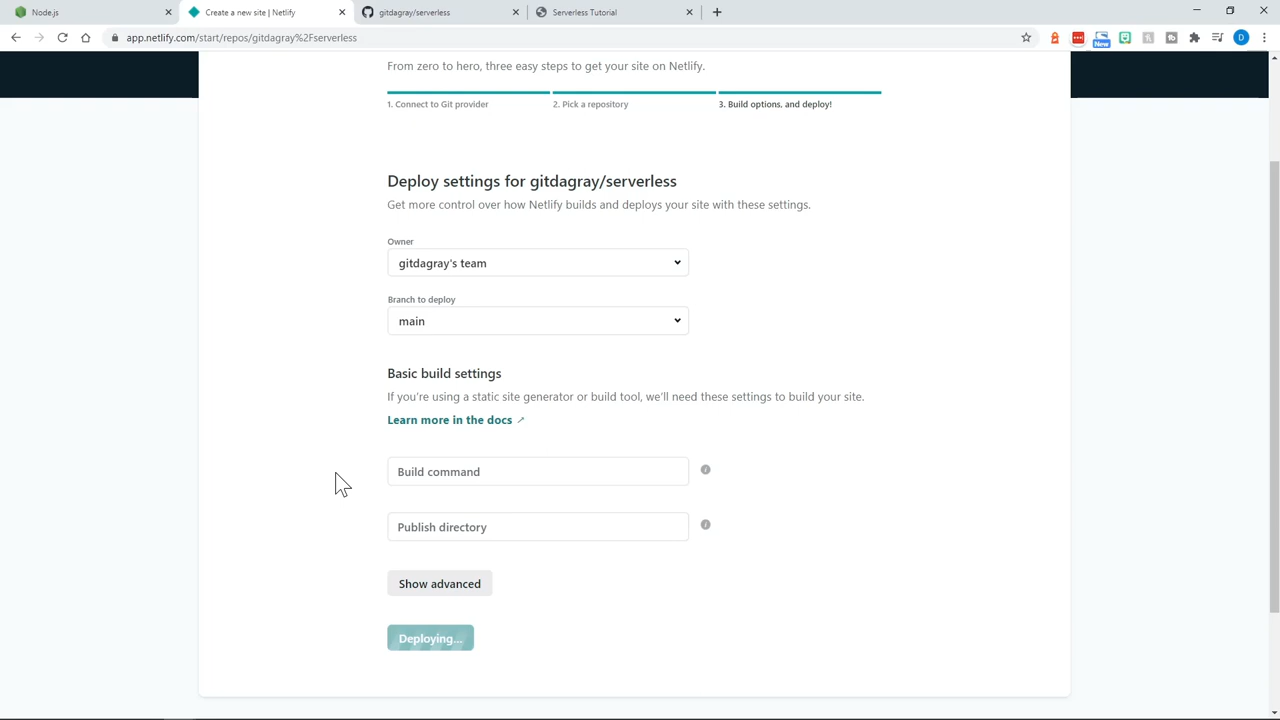 Node.js
Create a new site | Netlify
gitdagray/serverless
Serverless Tutorial
app.netlify.com/start/repos/gitdagray%2Fserverless
New
D
From zero to hero, three easy steps to get your site on Netlify.
1. Connect to Git provider
2. Pick a repository
3. Build options, and deploy!
Deploy settings for gitdagray/serverless
Get more control over how Netlify builds and deploys your site with these settings.
Owner
gitdagray's team
Branch to deploy
main
Basic build settings
If you're using a static site generator or build tool, we'll need these settings to build your site.
Learn more in the docs ↗
Build command
Publish directory
Show advanced
Deploying...